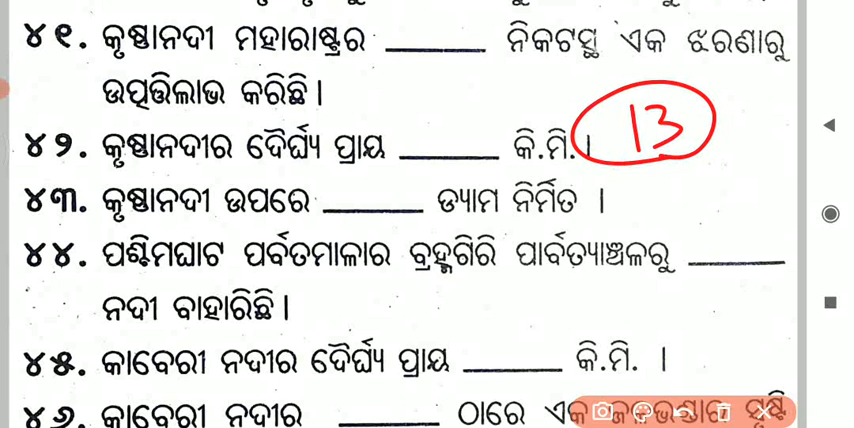 ୪୧. କୃଷ୍ଣାନଦୀ ମହାରାଷ୍ଟ୍ରର ______ ନିକଟସ୍ଥ ଏକ ଝରଣାରୁ
ଉତ୍ପତ୍ତିଲାଭ କରିଛି ।
୪୨. କୃଷ୍ଣାନଦୀର ଦୈର୍ଘ୍ୟ ପ୍ରାୟ ______ କି.ମି. । 13
୪୩. କୃଷ୍ଣାନଦୀ ଉପରେ ______ ଡ୍ୟାମ ନିର୍ମିତ ।
୪୪. ପଶ୍ଚିମଘାଟ ପର୍ବତମାଳାର ବ୍ରହ୍ମଗିରି ପାର୍ବତ୍ୟାଞ୍ଚଳରୁ ______
ନଦୀ ବାହାରିଛି ।
୪୫. କାବେରୀ ନଦୀର ଦୈର୍ଘ୍ୟ ପ୍ରାୟ ______ କି.ମି. ।
୪୬. କାବେରୀ ନଦୀର ______ ଠାରେ ଏକ ସୃଷ୍ଟି